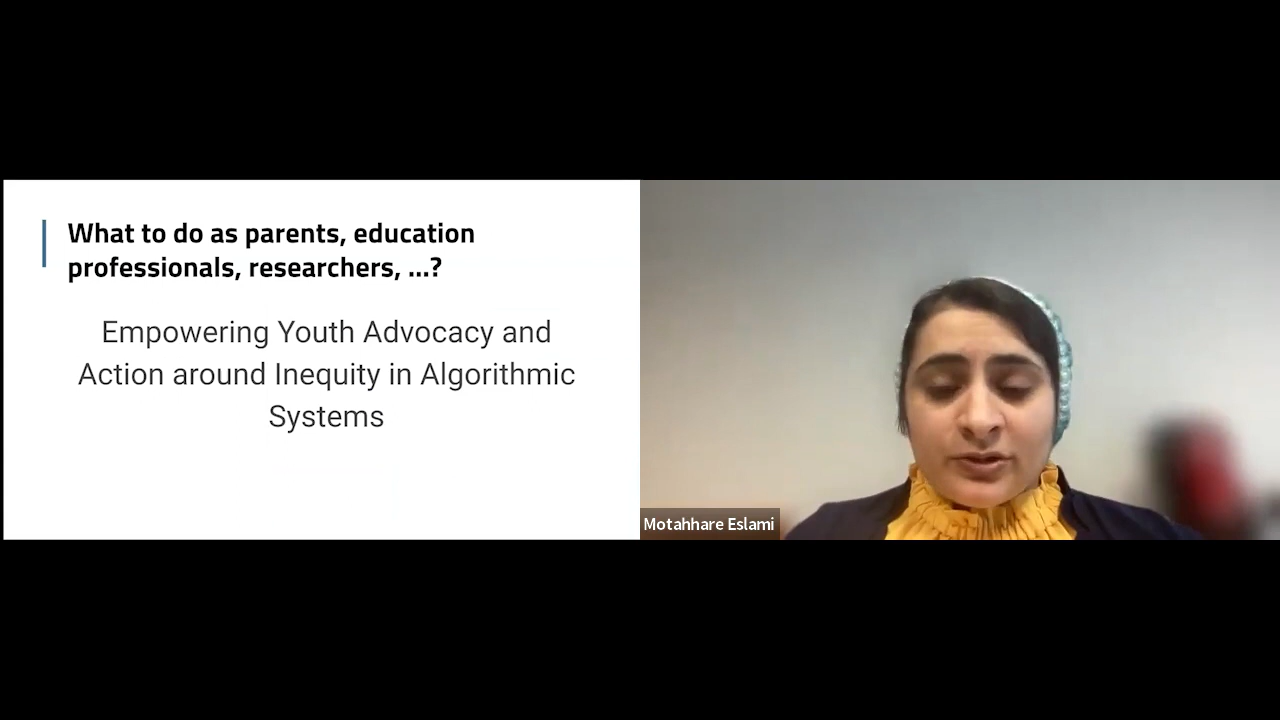 What to do as parents, education
professionals, researchers, ...?
Empowering Youth Advocacy and
Action around Inequity in Algorithmic
Systems
Motahhare Eslami